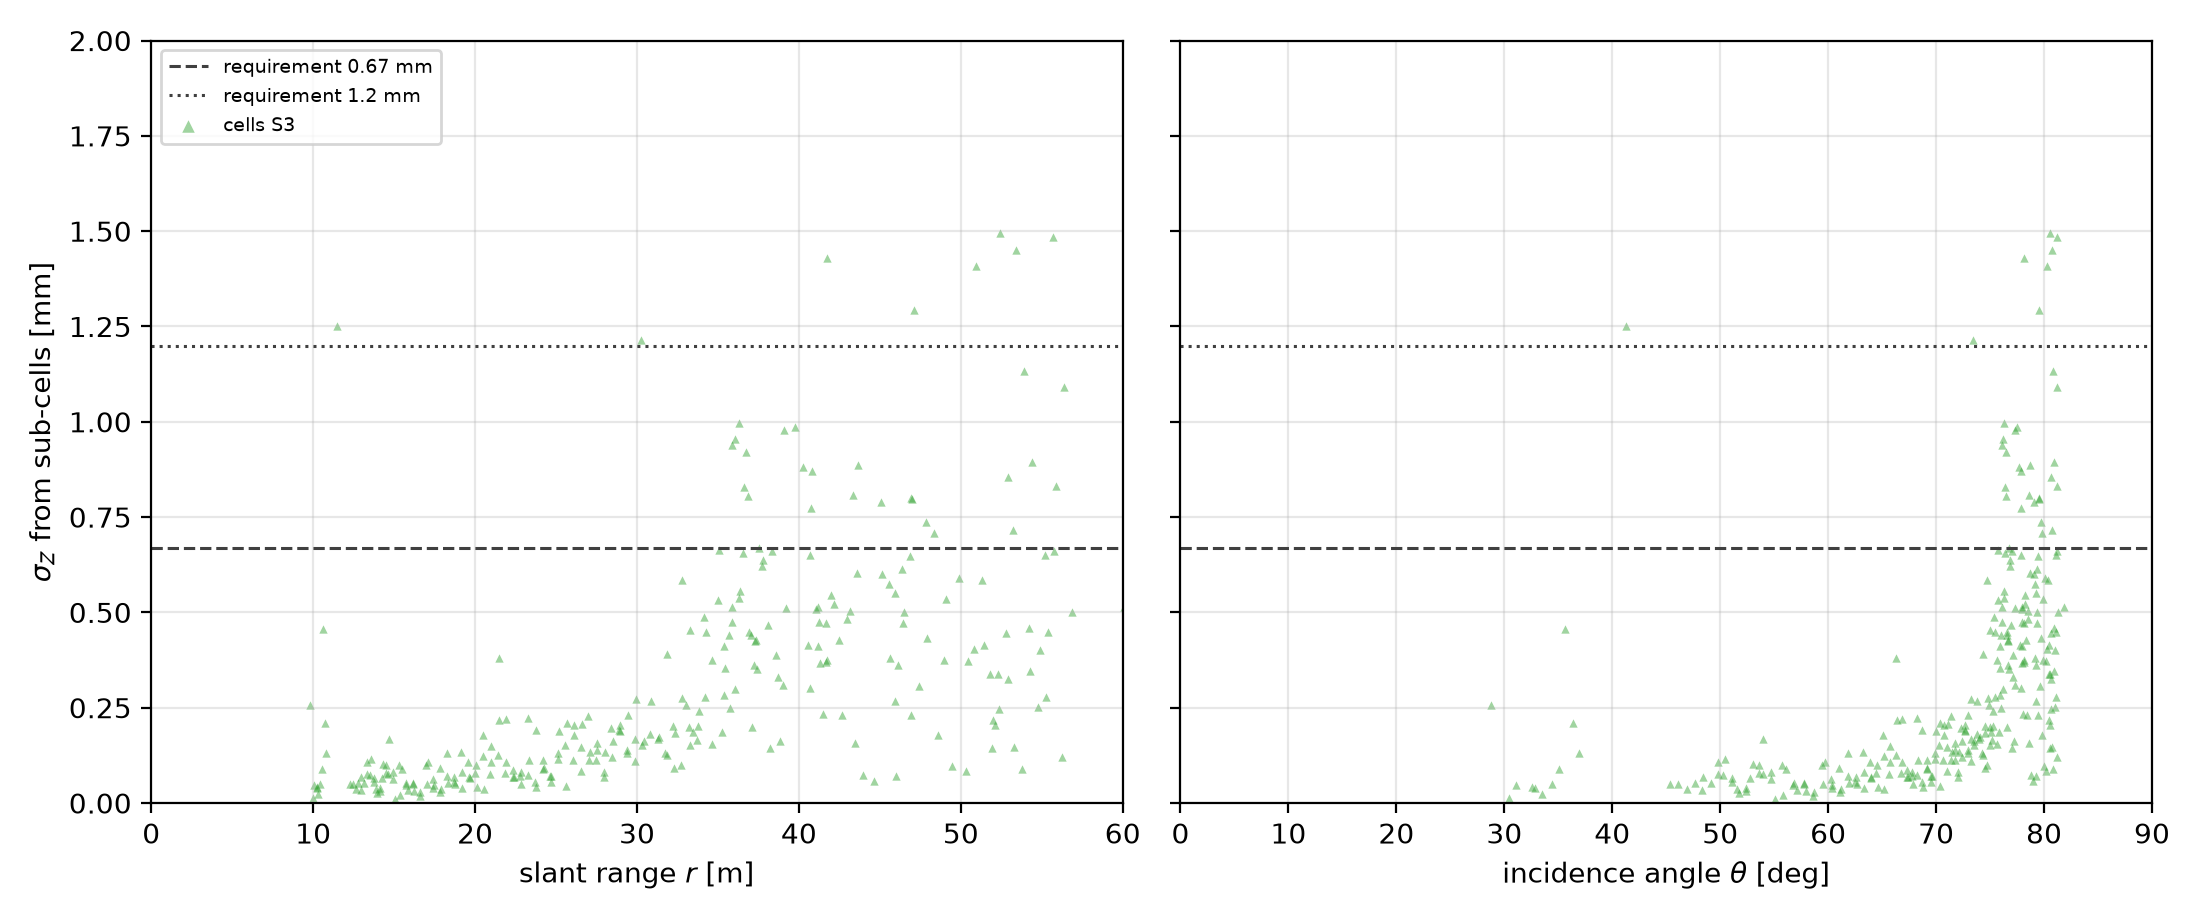 2.00
1.75
1.50
1.25
1.00
0.75
0.50
0.25
0.00
σZ from sub-cells [mm]
requirement 0.67 mm
requirement 1.2 mm
cells S3
0 10 20 30 40 50 60
slant range r [m]
0 10 20 30 40 50 60 70 80 90
incidence angle θ [deg]